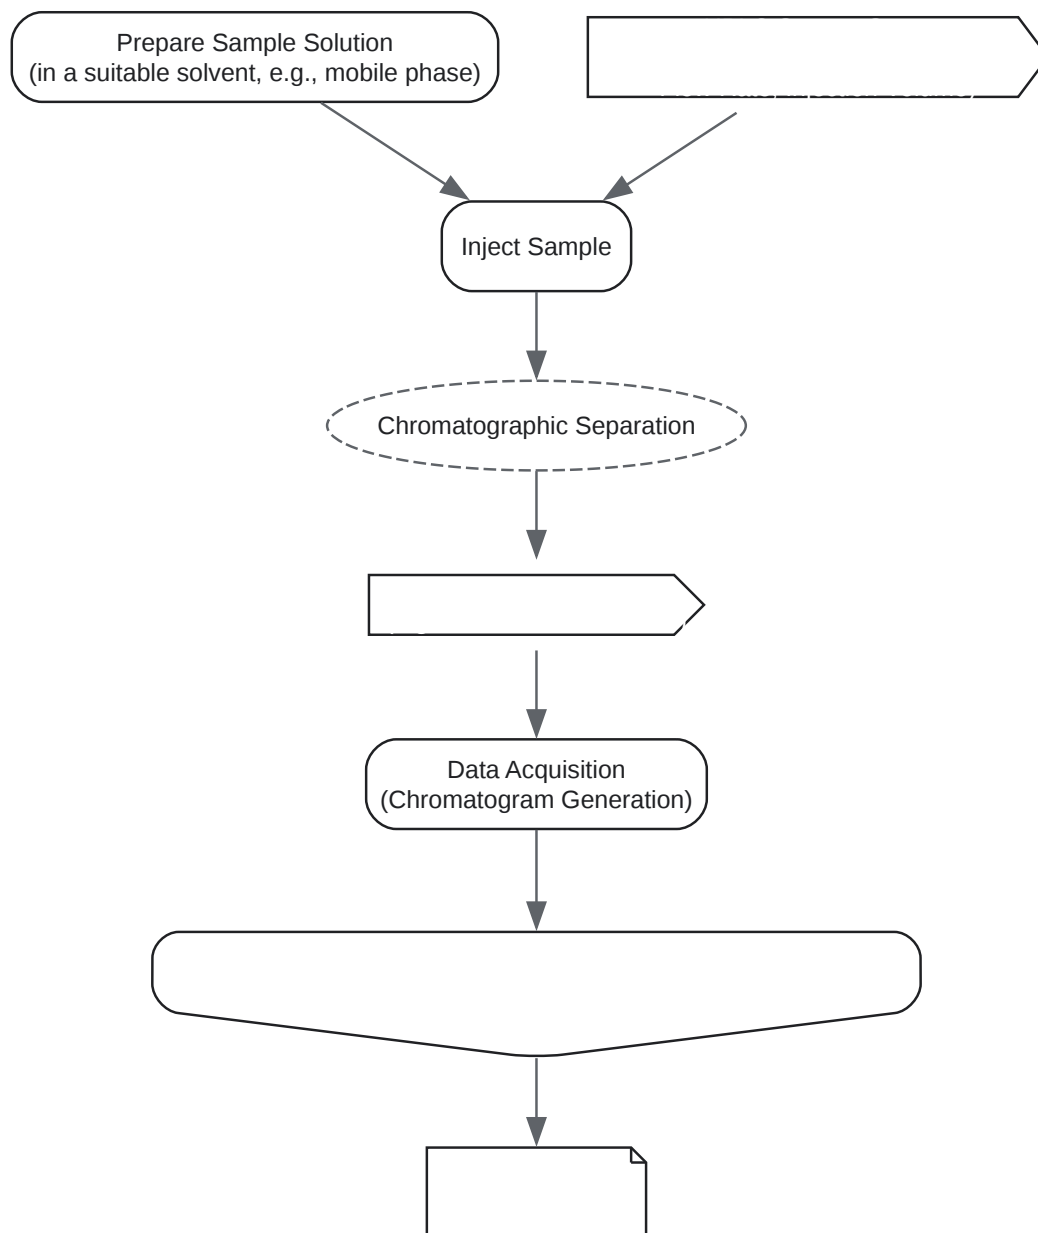 Prepare Sample Solution
(in a suitable solvent, e.g., mobile phase)
Inject Sample
Chromatographic Separation
Data Acquisition
(Chromatogram Generation)